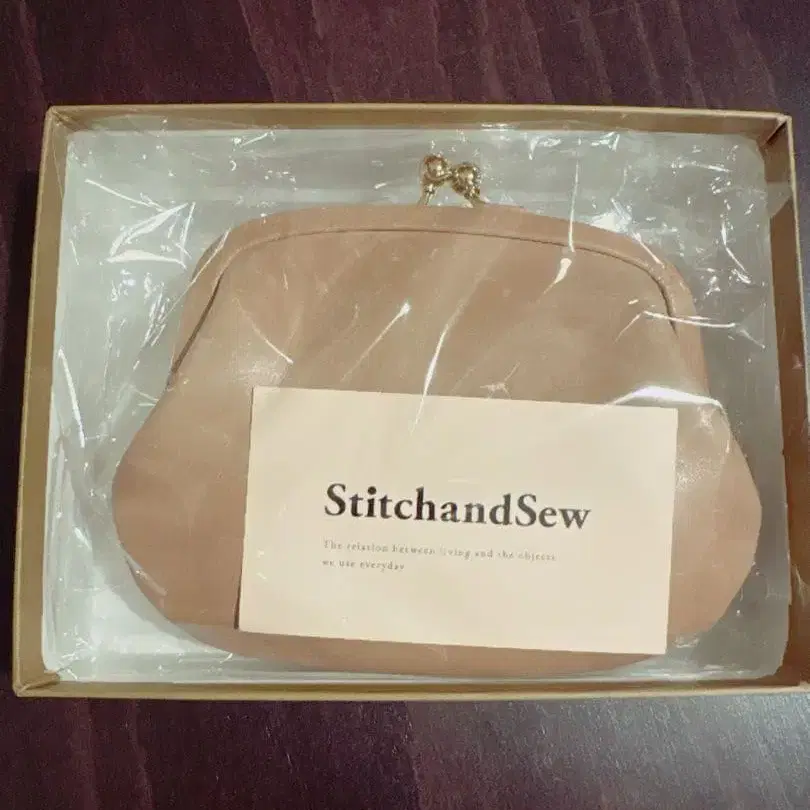 StitchandSew
The relation between living and the objects
we use everyday